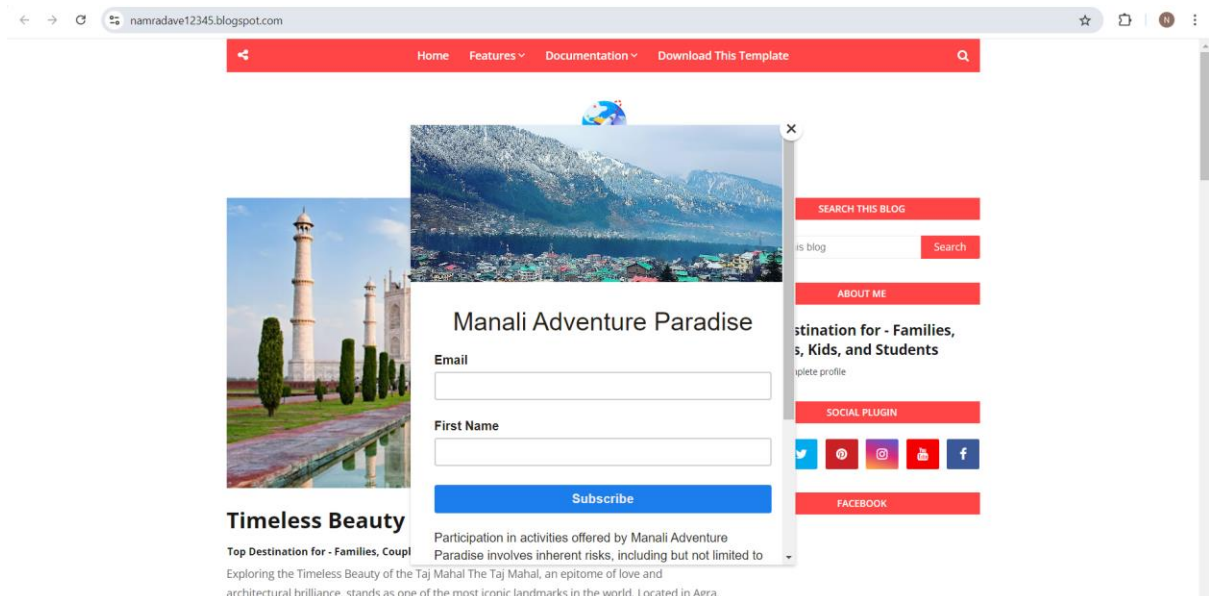 namradave12345.blogspot.com
N
Home Features Documentation Download This Template
Manali Adventure Paradise
Email
First Name
Subscribe
Participation in activities offered by Manali Adventure
Paradise involves inherent risks, including but not limited to
Timeless Beauty
Top Destination for - Families, Coupl
Exploring the Timeless Beauty of the Taj Mahal The Taj Mahal, an epitome of love and
architectural brilliance, stands as one of the most iconic landmarks in the world. Located in Agra,
SEARCH THIS BLOG
is blog Search
ABOUT ME
stination for - Families,
s, Kids, and Students
plete profile
SOCIAL PLUGIN
FACEBOOK